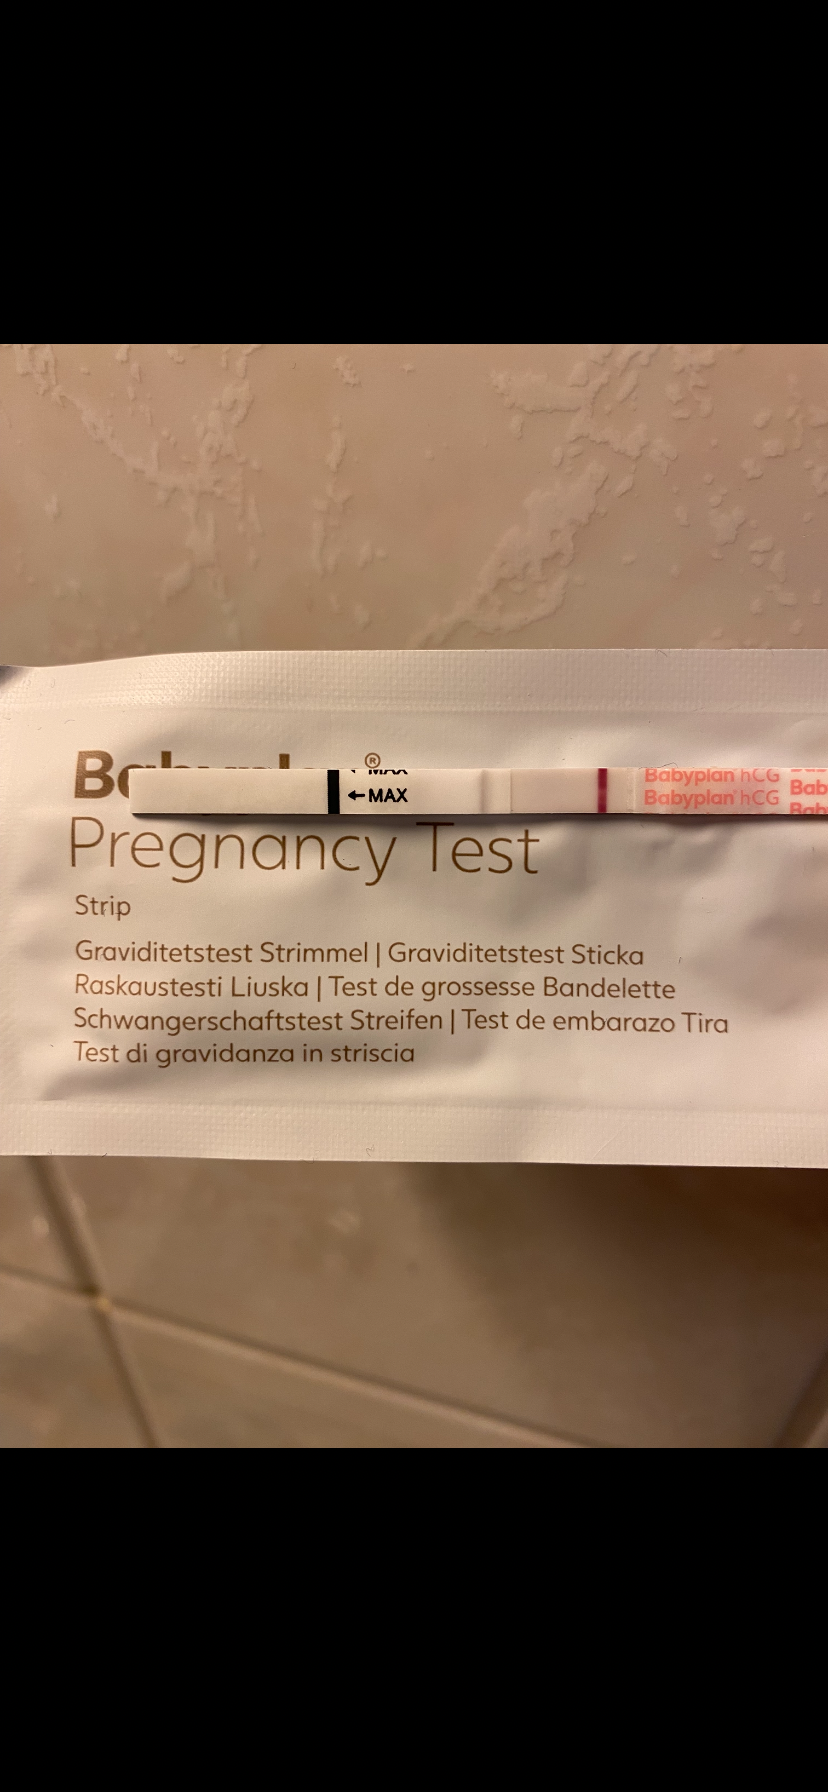 ®
MAX
←MAX
Babyplan hCG
Babyplan hCG
Pregnancy Test
Strip
Graviditetstest Strimmel | Graviditetstest Sticka
Raskaustesti Liuska | Test de grossesse Bandelette
Schwangerschaftstest Streifen | Test de embarazo Tira
Test di gravidanza in striscia